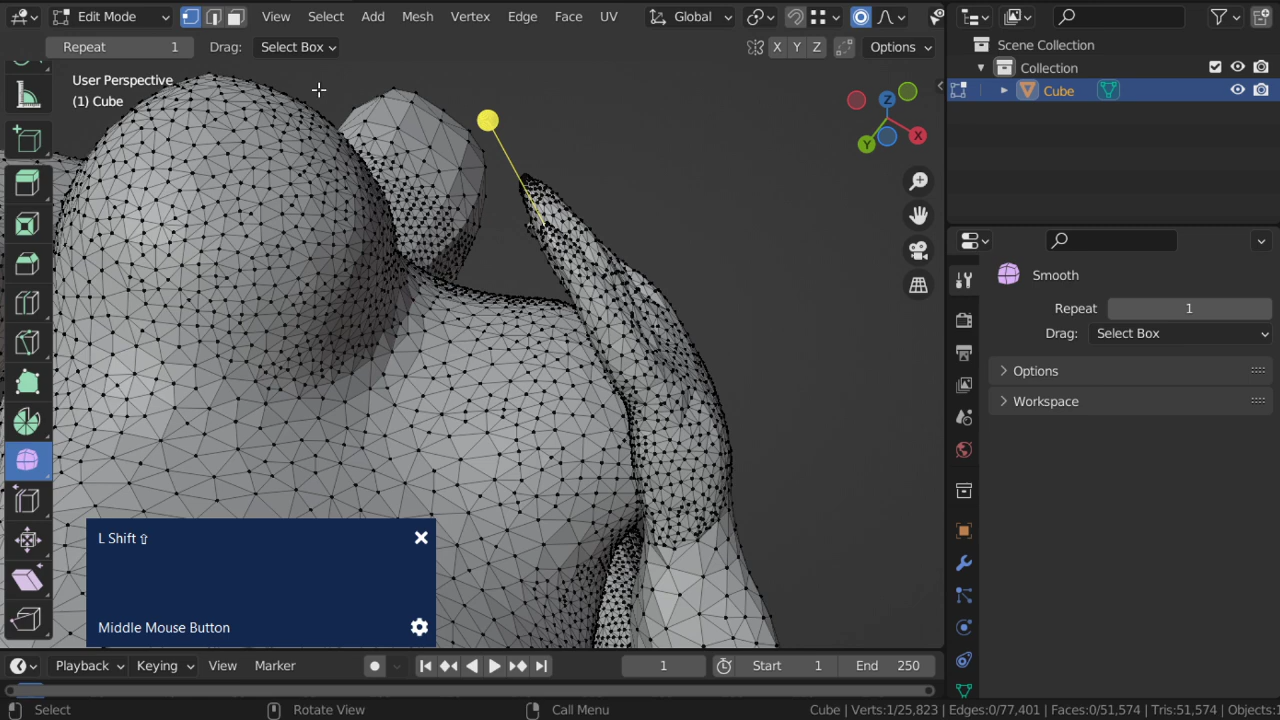 Edit Mode View Select Add Mesh Vertex Edge Face UV Global
Repeat 1 Drag: Select Box X Y Z Options
User Perspective
(1) Cube
Z
X
Y
Scene Collection
Collection
Cube
Smooth
Repeat 1
Drag: Select Box
Options
Workspace
L Shift ⇧
Middle Mouse Button
Playback Keying View Marker 1 Start 1 End 250
Select Rotate View Call Menu Cube | Verts:1/25,823 | Edges:0/77,401 | Faces:0/51,574 | Tris:51,574 | Objects:1